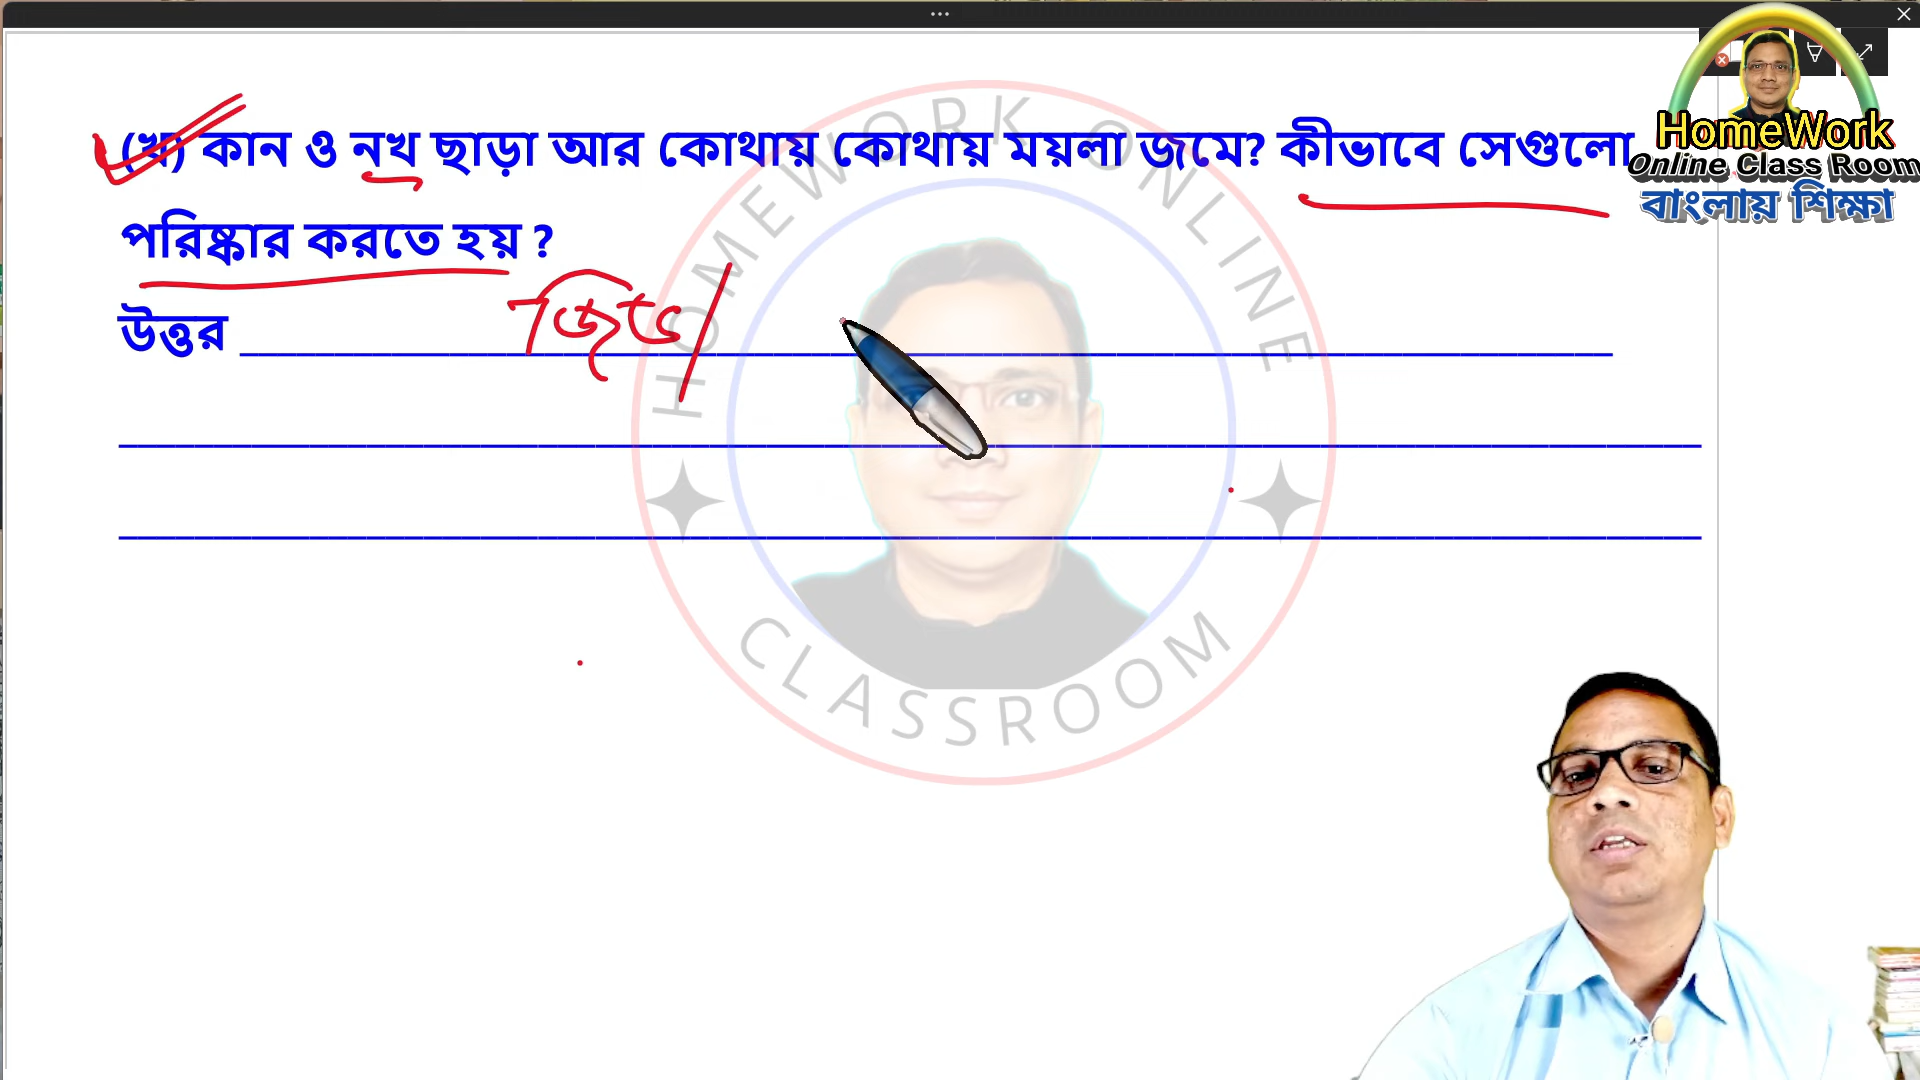 (খ) কান ও নখ ছাড়া আর কোথায় কোথায় ময়লা জমে? কীভাবে সেগুলো
পরিষ্কার করতে হয় ?
উত্তর
জিভ/
HOMEWORK ONLINE
CLASSROOM
HomeWork
Online Class Room
বাংলায় শিক্ষা